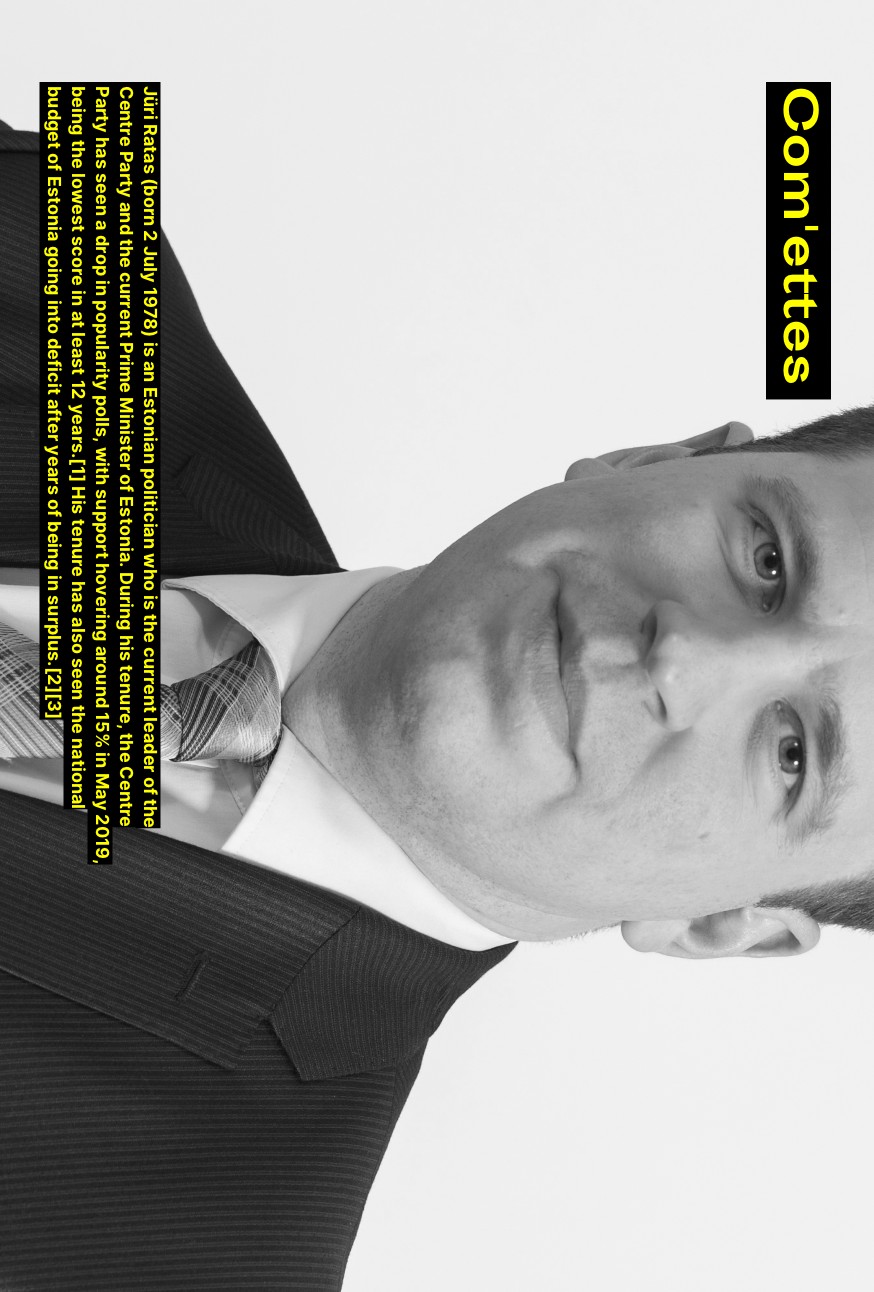 Com'ettes
Jüri Ratas (born 2 July 1978) is an Estonian politician who is the current leader of the
Centre Party and the current Prime Minister of Estonia. During his tenure, the Centre
Party has seen a drop in popularity polls, with support hovering around 15% in May 2019,
being the lowest score in at least 12 years.[1] His tenure has also seen the national
budget of Estonia going into deficit after years of being in surplus.[2][3]